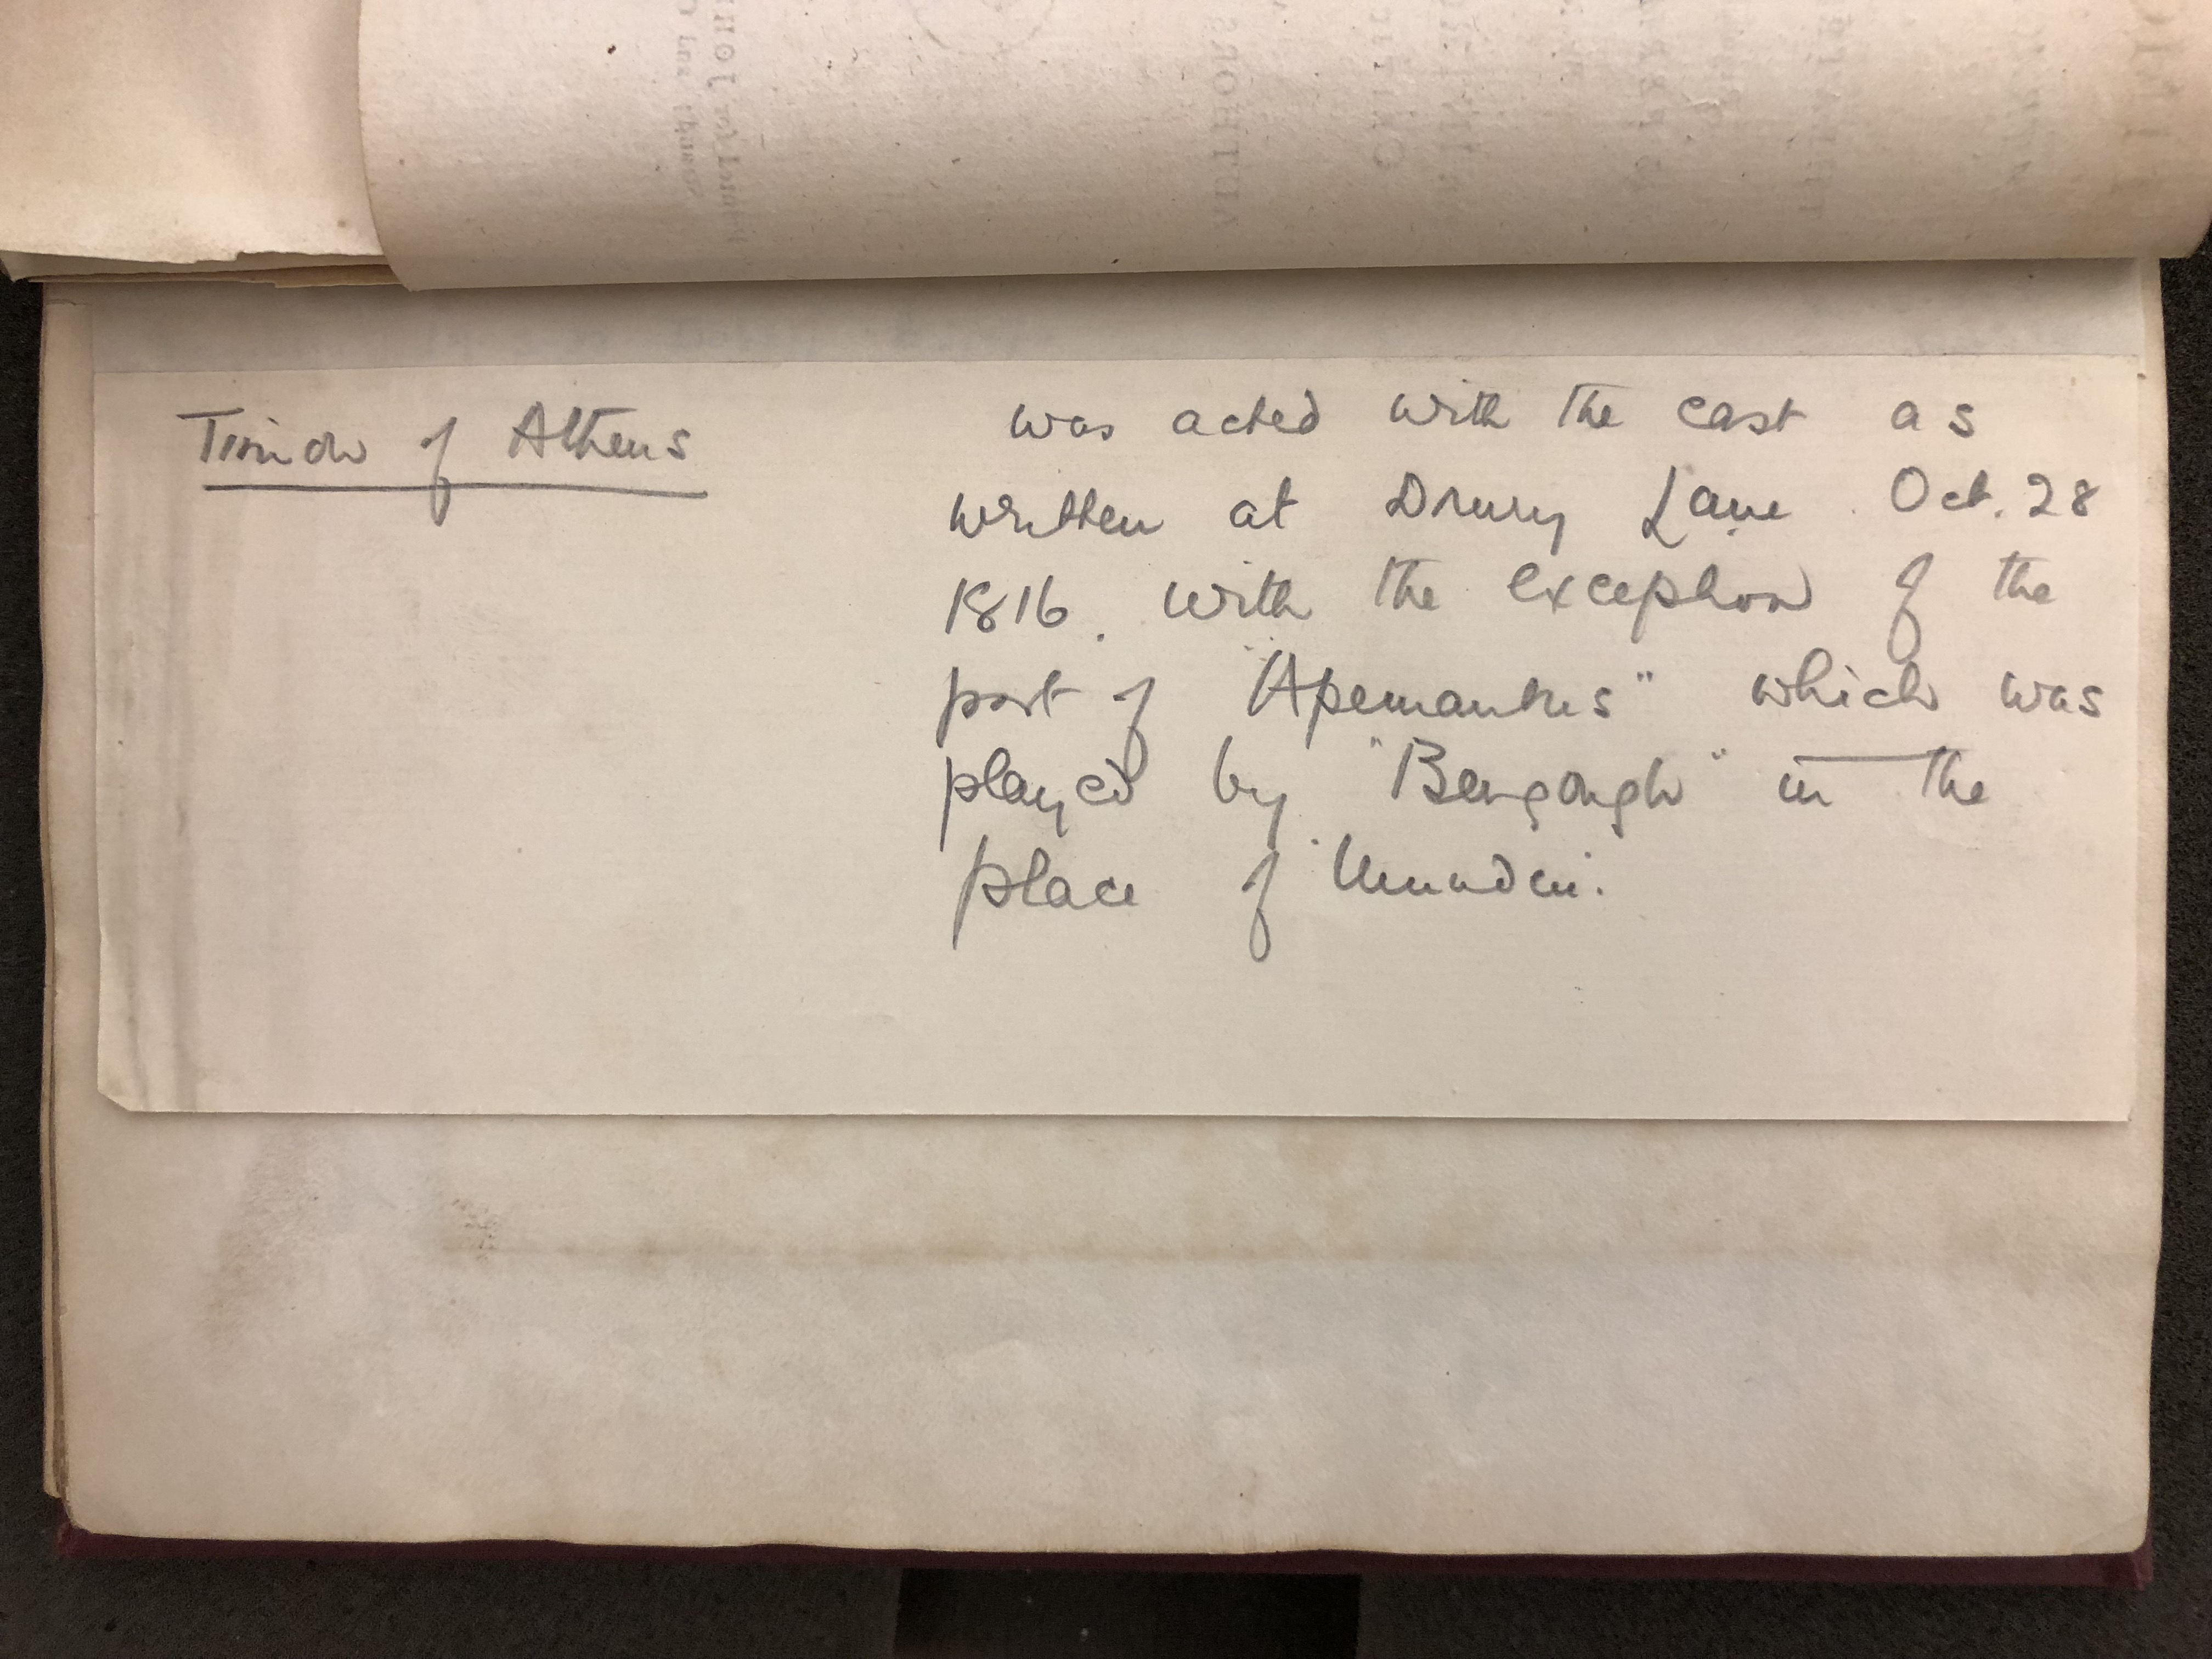 Timon of Athens
was acted with the cast as
written at Drury Lane. Oct. 28
1816. With the exception of the
part of "Apemantus" which was
played by "Bengough" in the
place of "Munden.
AUTHORS